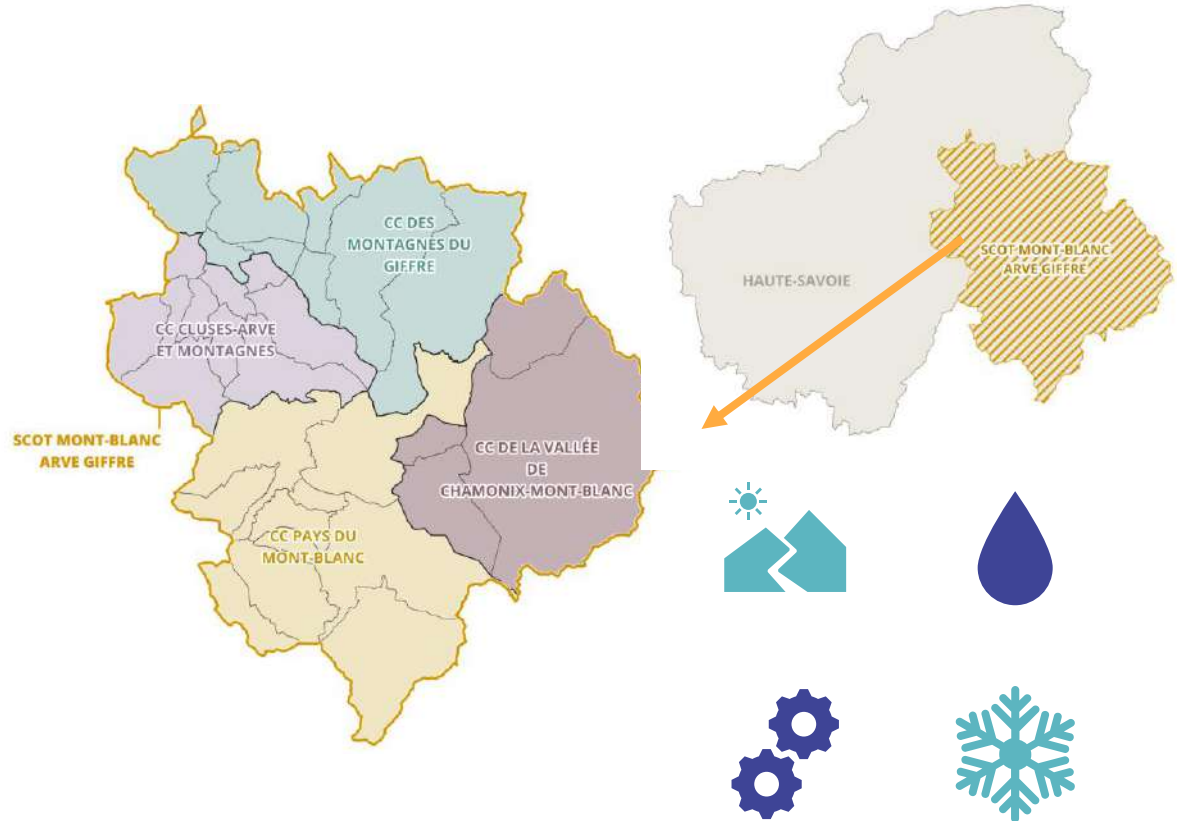 CC DES
MONTAGNES DU
GIFFRE
CC CLUSES-ARVE
ET MONTAGNES
SCOT MONT-BLANC
ARVE GIFFRE
CC DE LA VALLÉE
DE
CHAMONIX-MONT-BLANC
CC PAYS DU
MONT-BLANC
HAUTE-SAVOIE
SCOT MONT-BLANC
ARVE GIFFRE